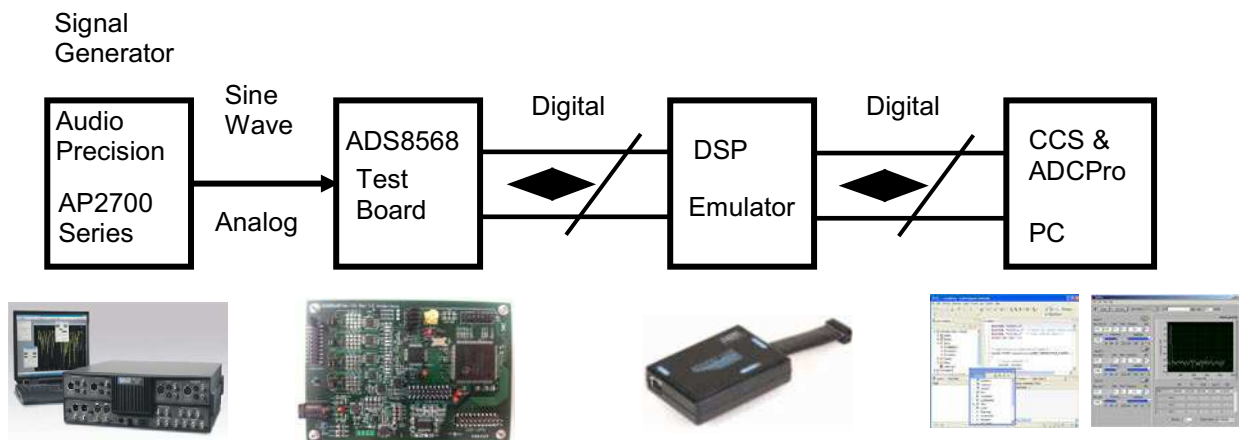 Signal
Generator
Audio
Precision
AP2700
Series
Sine
Wave
Analog
ADS8568
Test
Board
Digital
DSP
Emulator
Digital
CCS &
ADCPro
PC